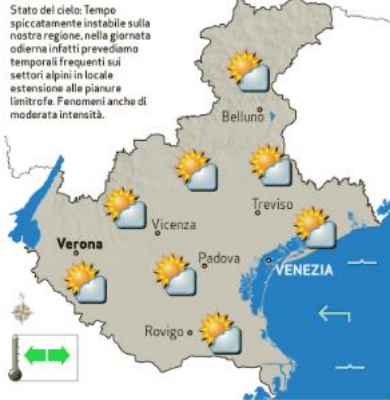 Stato del cielo: Tempo
spiccatamente instabile sulla
nostra regione, nella giornata
odierna infatti prevediamo
temporali frequenti sui
settori alpini in locale
estensione alle pianure
limitrofe. Fenomeni anche di
moderata intensità.
Belluno
Treviso
Vicenza
Verona
Padova
VENEZIA
Rovigo